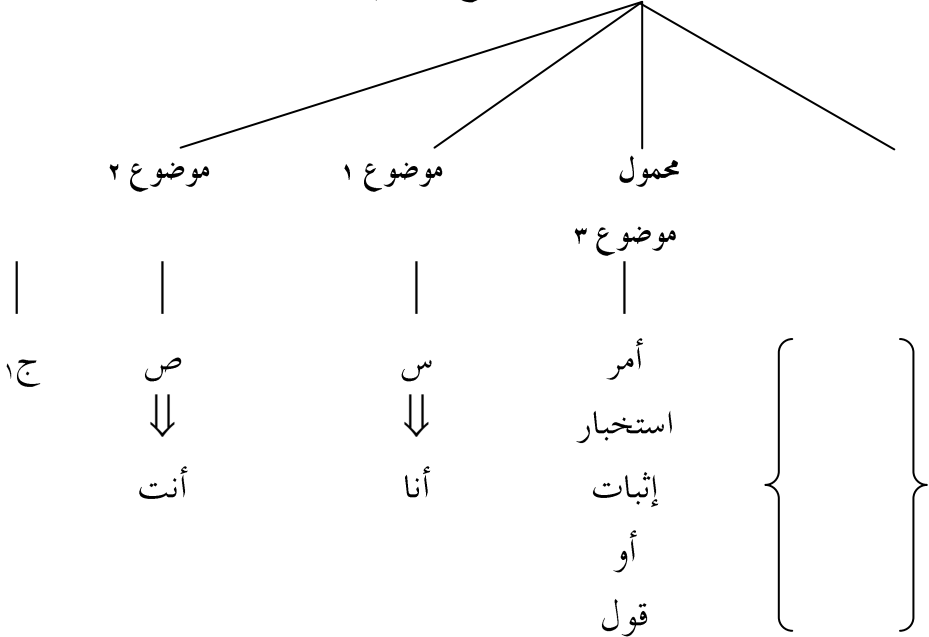 محمول موضوع ١ موضوع ٢
موضوع ٣
أمر س ص ج١
استخبار
إثبات أنا أنت
أو
قول